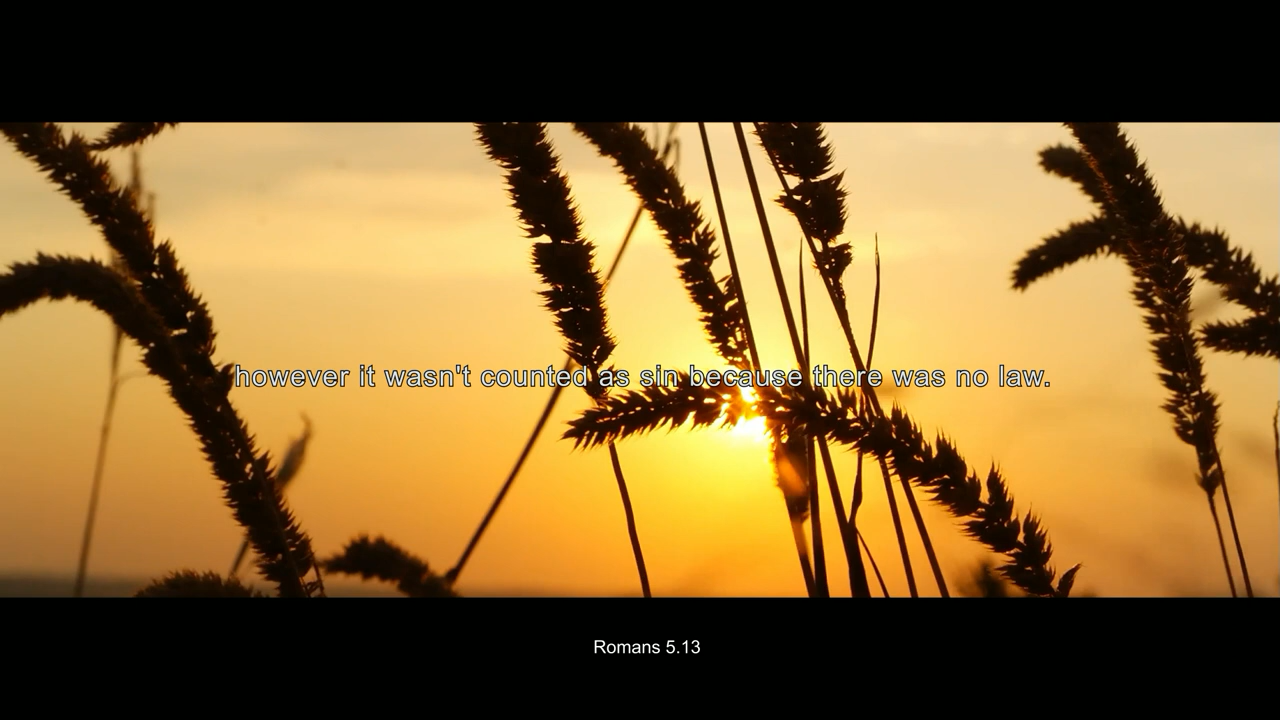 however it wasn't counted as sin because there was no law.
Romans 5.13